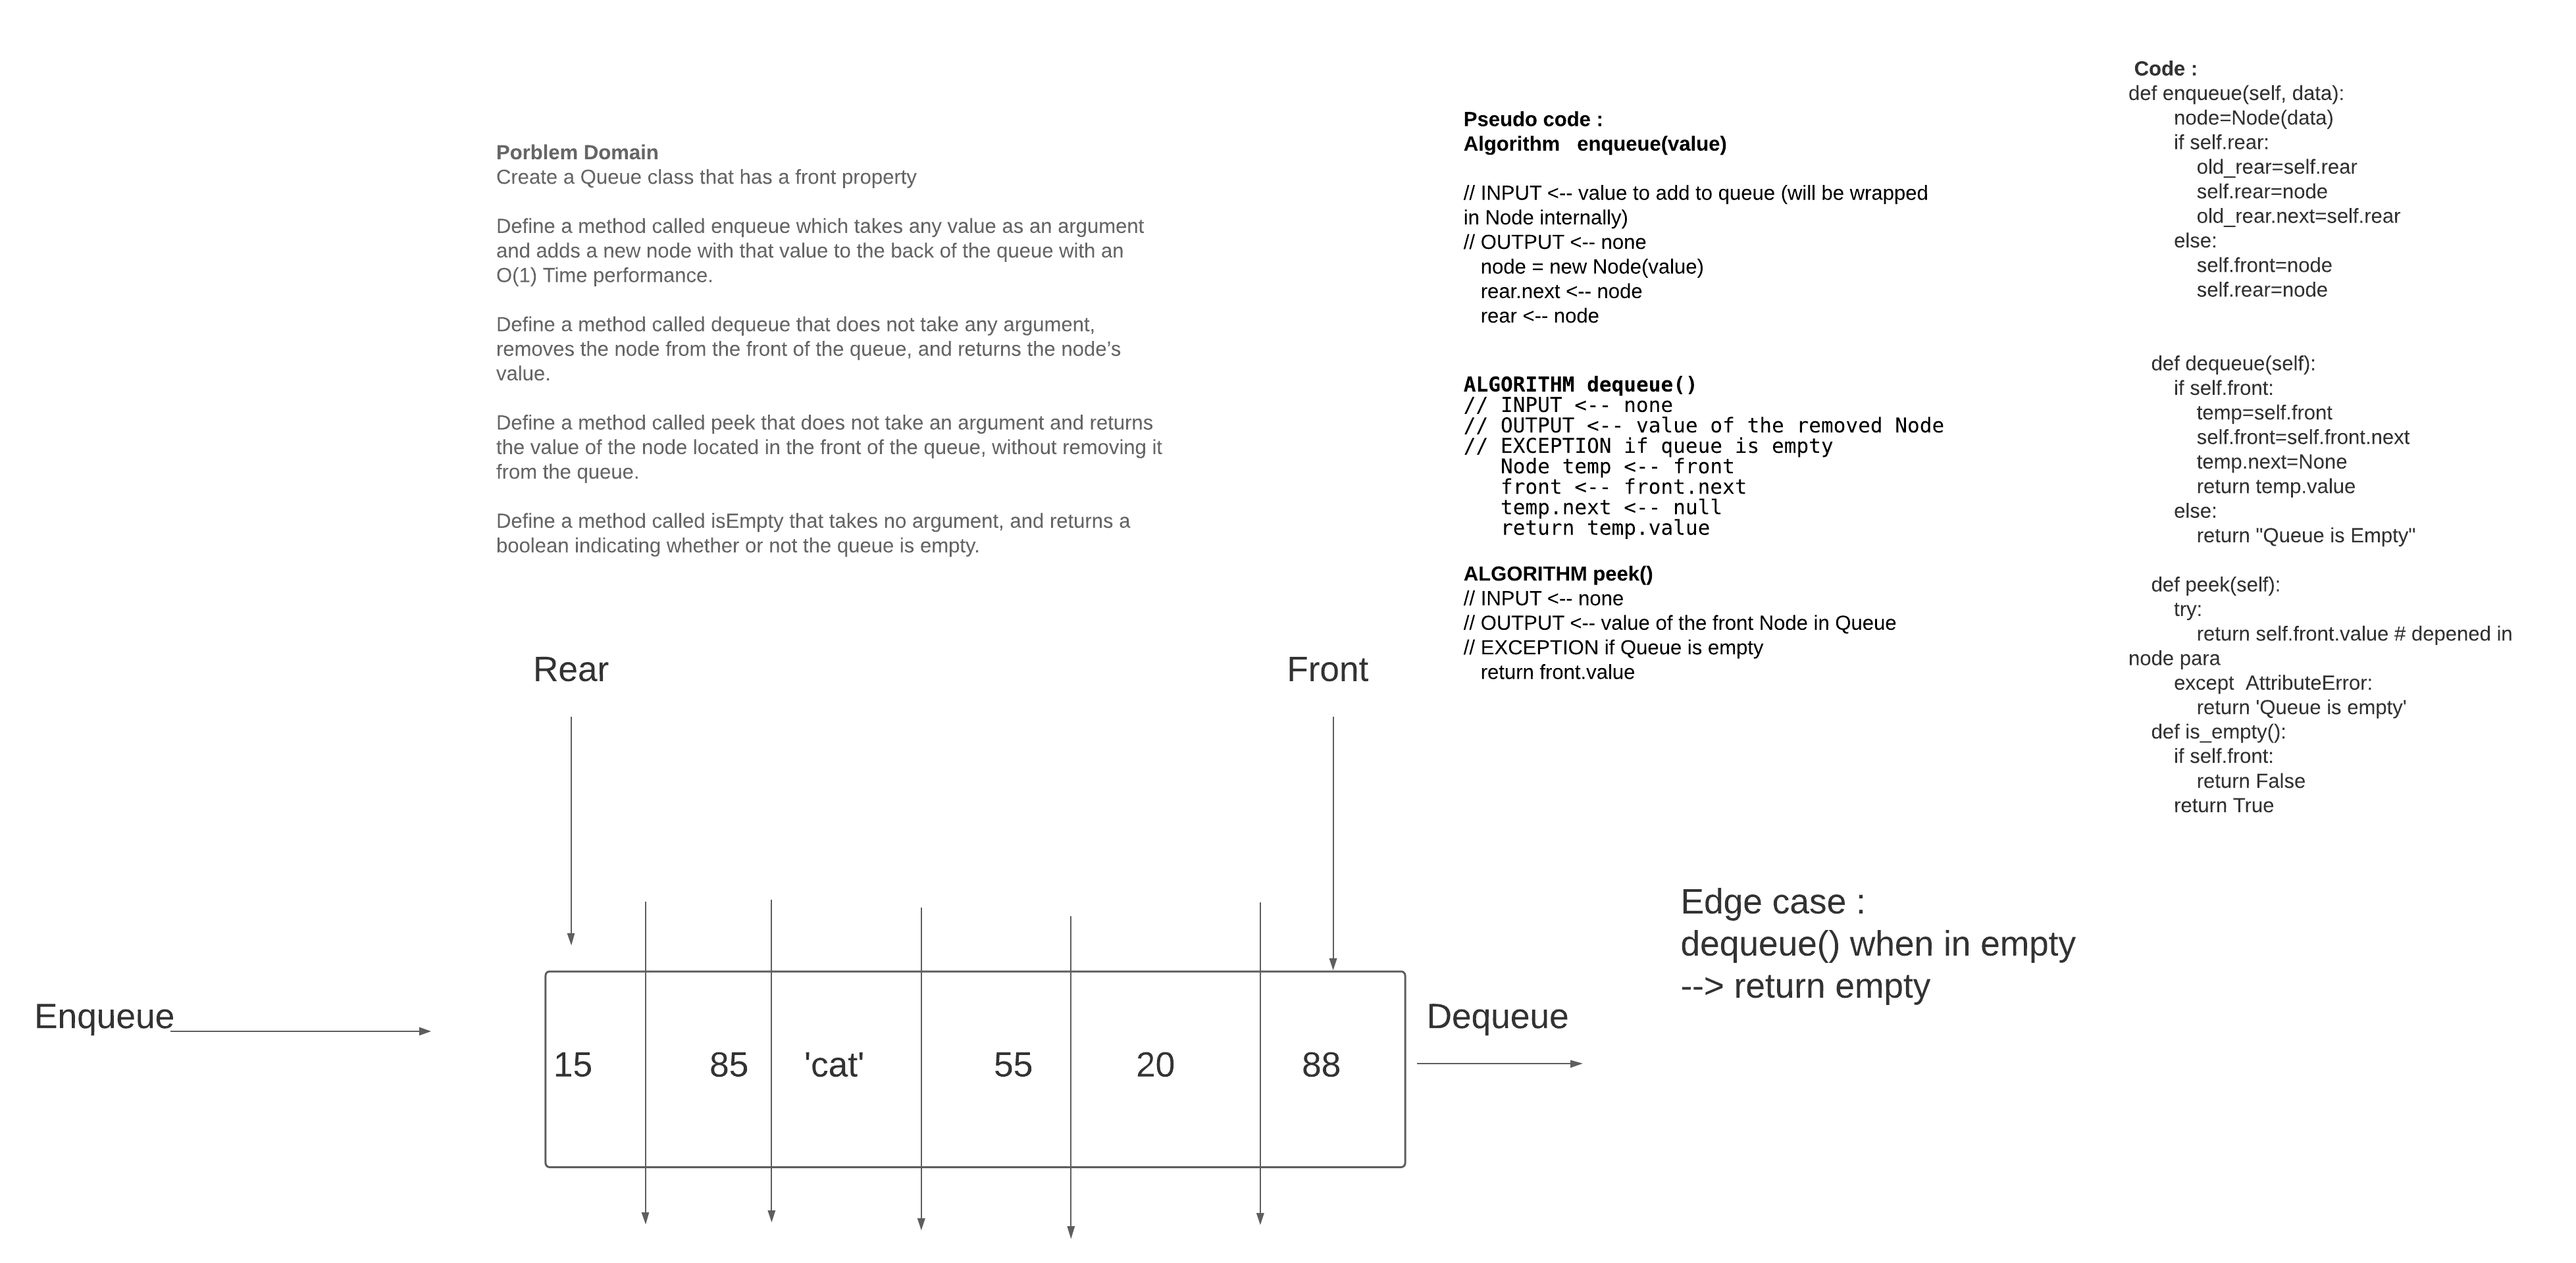 Porblem Domain
Create a Queue class that has a front property
Define a method called enqueue which takes any value as an argument
and adds a new node with that value to the back of the queue with an
O(1) Time performance.
Define a method called dequeue that does not take any argument,
removes the node from the front of the queue, and returns the node’s
value.
Define a method called peek that does not take an argument and returns
the value of the node located in the front of the queue, without removing it
from the queue.
Define a method called isEmpty that takes no argument, and returns a
boolean indicating whether or not the queue is empty.
Pseudo code :
Algorithm   enqueue(value)
// INPUT <-- value to add to queue (will be wrapped
in Node internally)
// OUTPUT <-- none
   node = new Node(value)
   rear.next <-- node
   rear <-- node
ALGORITHM dequeue()
// INPUT <-- none
// OUTPUT <-- value of the removed Node
// EXCEPTION if queue is empty
   Node temp <-- front
   front <-- front.next
   temp.next <-- null
   return temp.value
ALGORITHM peek()
// INPUT <-- none
// OUTPUT <-- value of the front Node in Queue
// EXCEPTION if Queue is empty
   return front.value
Code :
def enqueue(self, data):
        node=Node(data)
        if self.rear:
            old_rear=self.rear
            self.rear=node
            old_rear.next=self.rear
        else:
            self.front=node
            self.rear=node
    def dequeue(self):
        if self.front:
            temp=self.front
            self.front=self.front.next
            temp.next=None
            return temp.value
        else:
            return "Queue is Empty"
    def peek(self):
        try:
            return self.front.value # depened in
node para
        except  AttributeError:
            return 'Queue is empty'
    def is_empty():
        if self.front:
            return False
        return True
Rear
Front
Enqueue
15
85
'cat'
55
20
88
Dequeue
Edge case :
dequeue() when in empty
--> return empty